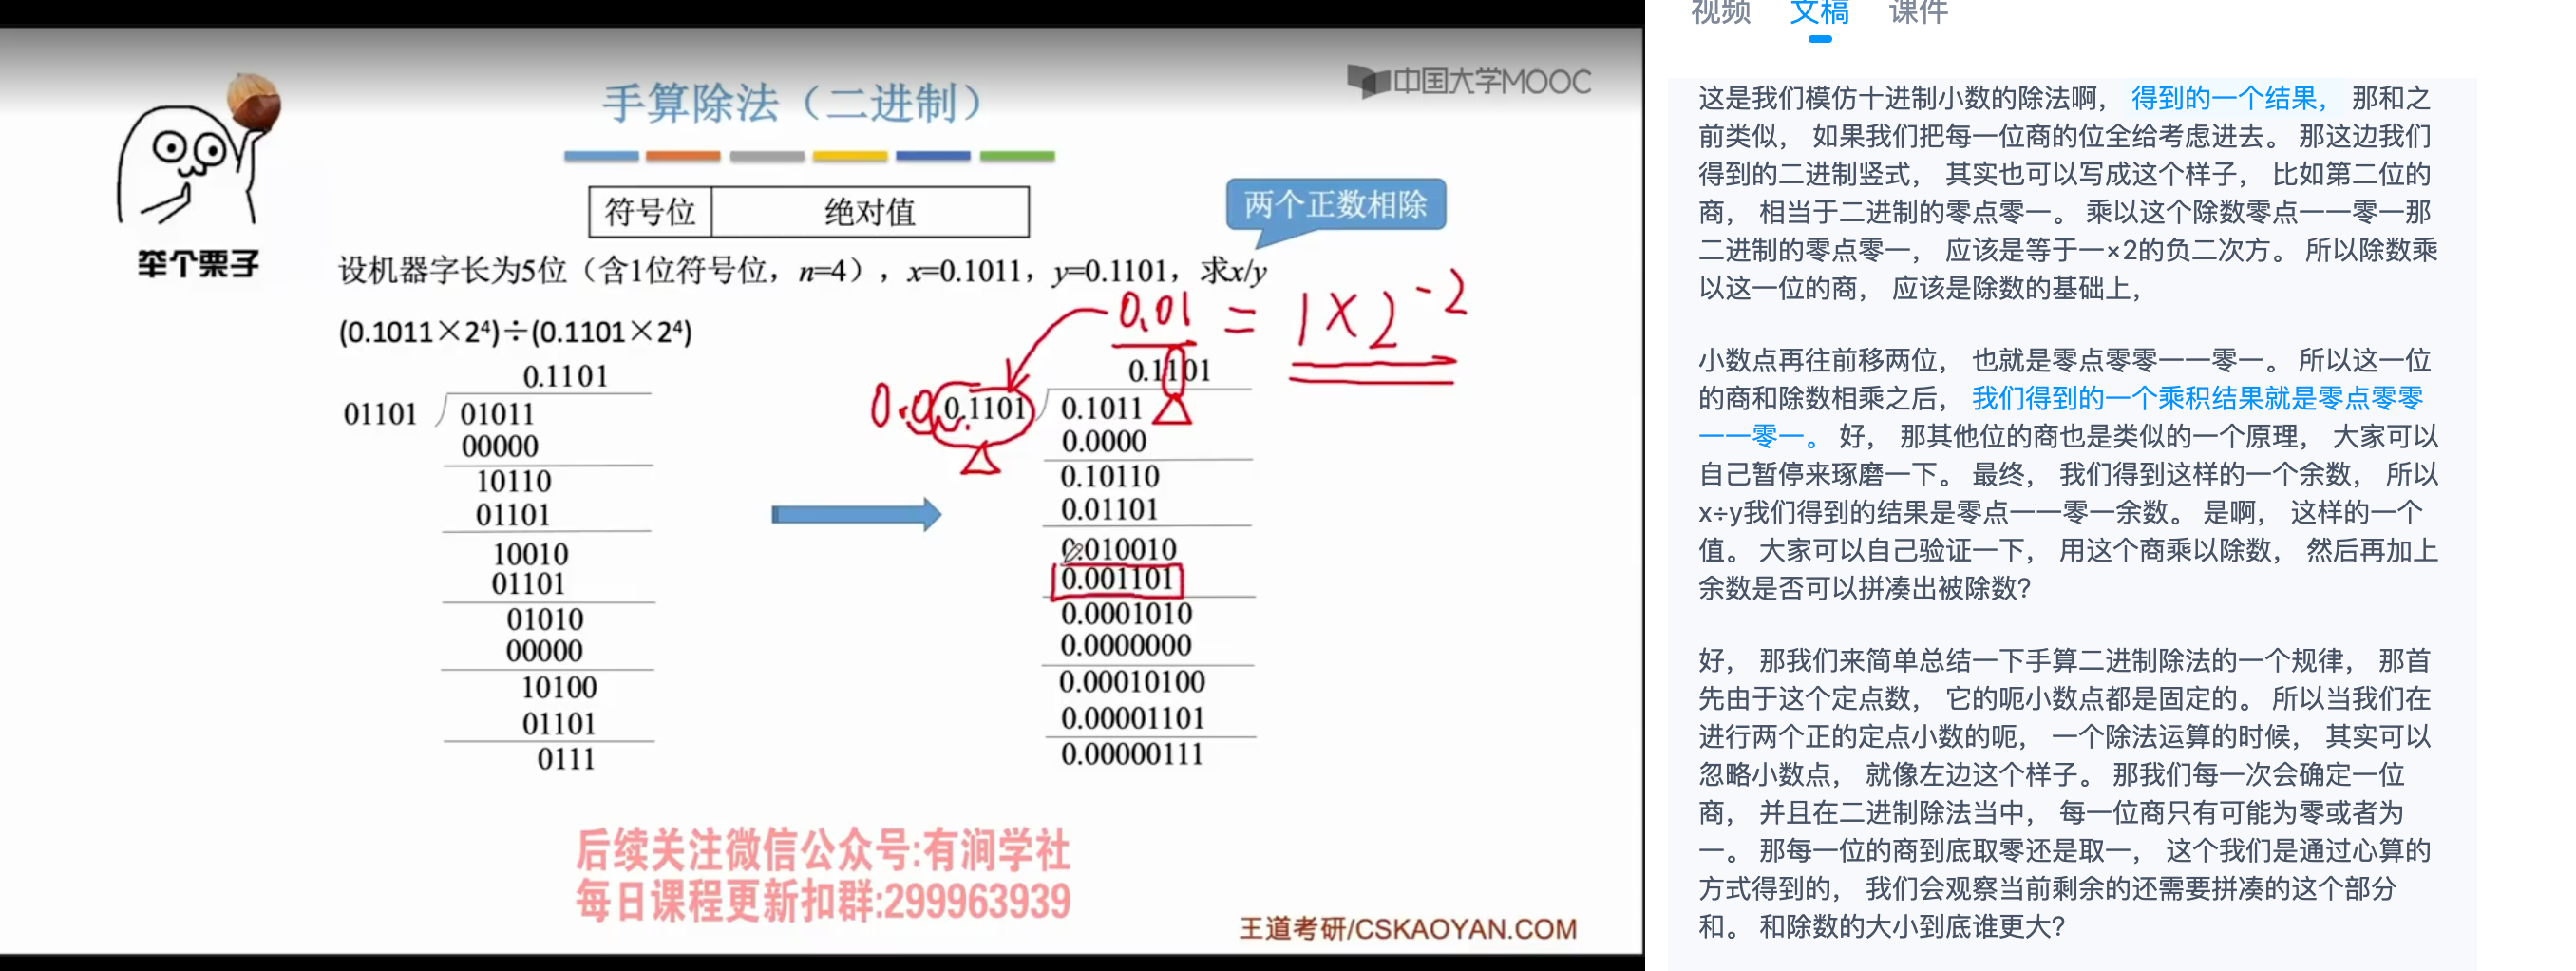 手算除法（二进制）
中国大学MOOC
举个栗子
符号位 绝对值
两个正数相除
设机器字长为5位（含1位符号位，n=4），x=0.1011，y=0.1101，求x/y
(0.1011×2⁴)÷(0.1101×2⁴)
0.1101
01101 01011
00000
10110
01101
10010
01101
01010
00000
10100
01101
0111
0.01 = 1×2⁻²
0.1101
0.0 0.1101 0.1011
0.0000
0.10110
0.01101
0.010010
0.001101
0.0001010
0.0000000
0.00010100
0.00001101
0.00000111
后续关注微信公众号:有涧学社
每日课程更新扣群:299963939
王道考研/CSKAOYAN.COM
视频 文稿 课件
这是我们模仿十进制小数的除法啊， 得到的一个结果， 那和之
前类似， 如果我们把每一位商的位全给考虑进去。 那这边我们
得到的二进制竖式， 其实也可以写成这个样子， 比如第二位的
商， 相当于二进制的零点零一。 乘以这个除数零点一一零一那
二进制的零点零一， 应该是等于一×2的负二次方。 所以除数乘
以这一位的商， 应该是除数的基础上，
小数点再往前移两位， 也就是零点零零一一零一。 所以这一位
的商和除数相乘之后， 我们得到的一个乘积结果就是零点零零
一一零一。 好， 那其他位的商也是类似的一个原理， 大家可以
自己暂停来琢磨一下。 最终， 我们得到这样的一个余数， 所以
x÷y我们得到的结果是零点一一零一余数。 是啊， 这样的一个
值。 大家可以自己验证一下， 用这个商乘以除数， 然后再加上
余数是否可以拼凑出被除数?
好， 那我们来简单总结一下手算二进制除法的一个规律， 那首
先由于这个定点数， 它的呃小数点都是固定的。 所以当我们在
进行两个正的定点小数的呃， 一个除法运算的时候， 其实可以
忽略小数点， 就像左边这个样子。 那我们每一次会确定一位
商， 并且在二进制除法当中， 每一位商只有可能为零或者为
一。 那每一位的商到底取零还是取一， 这个我们是通过心算的
方式得到的， 我们会观察当前剩余的还需要拼凑的这个部分
和。 和除数的大小到底谁更大?